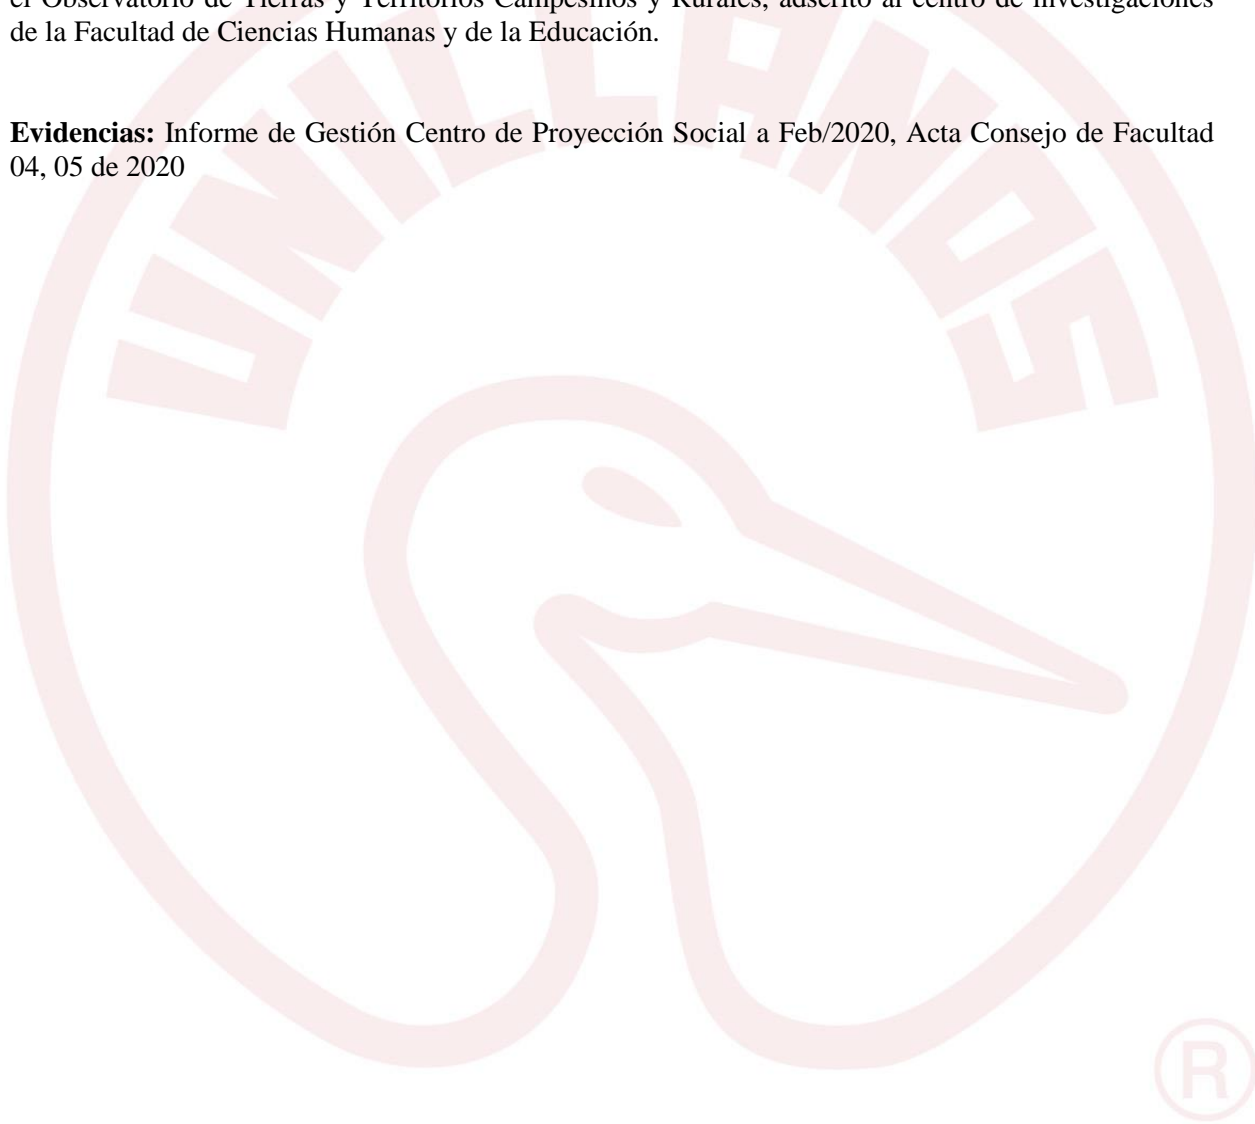 el Observatorio de Tierras y Territorios Campesinos y Rurales, adscrito al centro de investigaciones
de la Facultad de Ciencias Humanas y de la Educación.
Evidencias: Informe de Gestión Centro de Proyección Social a Feb/2020, Acta Consejo de Facultad
04, 05 de 2020
UNILLANOS
®